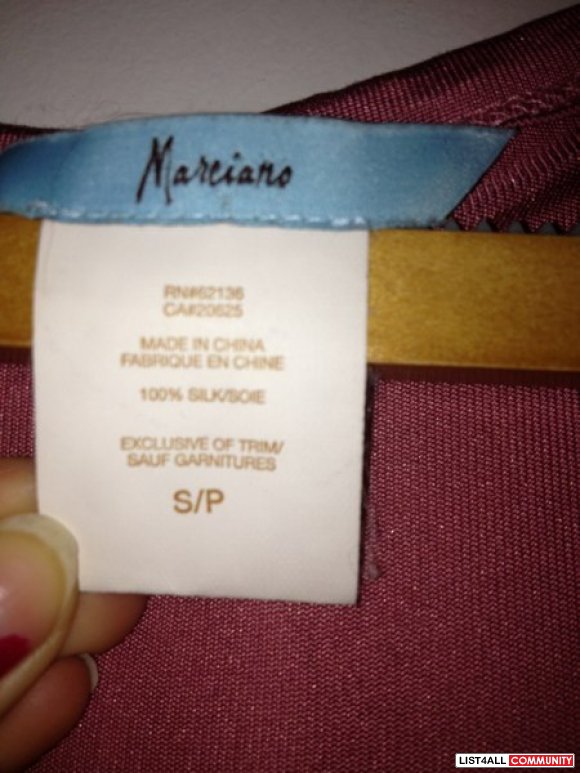 Marciano
RN#62136
CA#20625
MADE IN CHINA
FABRIQUE EN CHINE
100% SILK/SOIE
EXCLUSIVE OF TRIM/
SAUF GARNITURES
S/P
LIST4ALL COMMUNITY